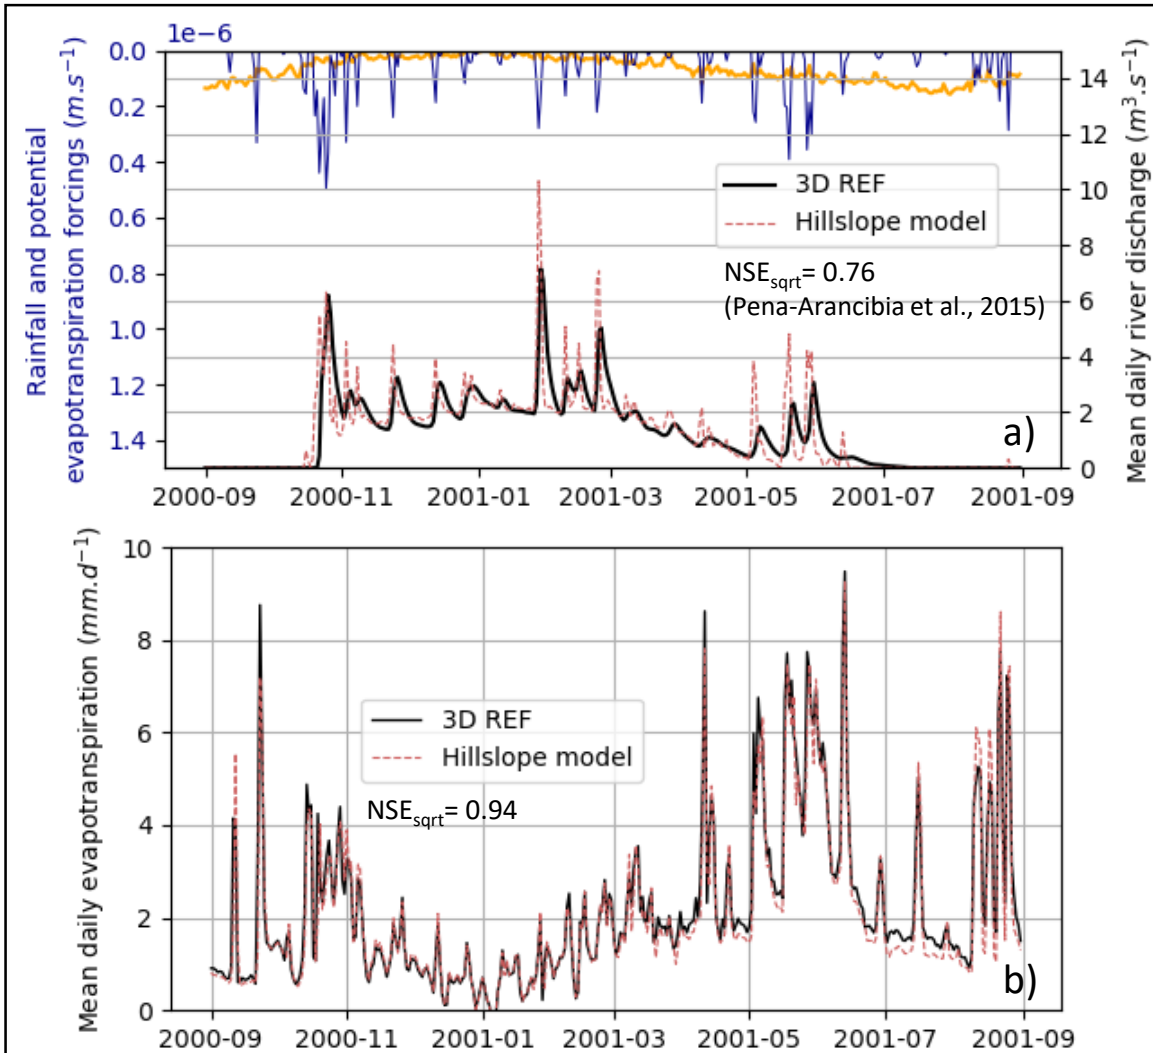 1e−6
0.0
0.2
0.4
0.6
0.8
1.0
1.2
1.4
Rainfall and potential
evapotranspiration forcings (m.s⁻¹)
14
12
10
8
6
4
2
0
Mean daily river discharge (m³.s⁻¹)
3D REF
Hillslope model
NSEsqrt= 0.76
(Pena-Arancibia et al., 2015)
a)
2000-09 2000-11 2001-01 2001-03 2001-05 2001-07 2001-09
Mean daily evapotranspiration (mm.d⁻¹)
10
8
6
4
2
0
3D REF
Hillslope model
NSEsqrt= 0.94
b)
2000-09 2000-11 2001-01 2001-03 2001-05 2001-07 2001-09